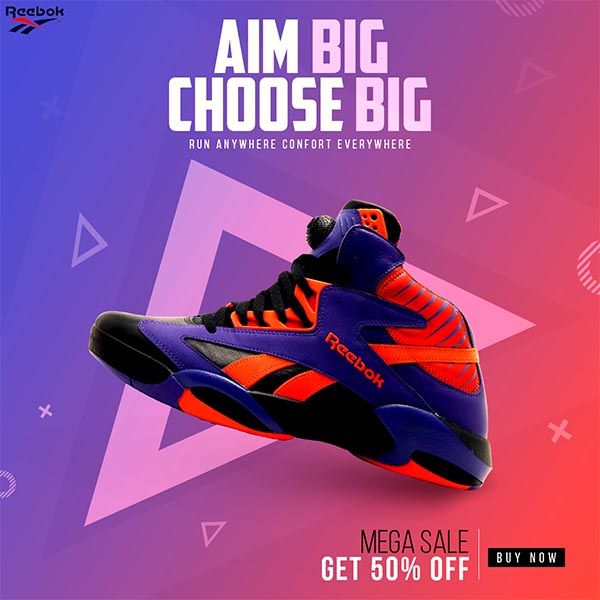 Reebok
AIM BIG
CHOOSE BIG
RUN ANYWHERE CONFORT EVERYWHERE
Reebok
MEGA SALE
GET 50% OFF
BUY NOW